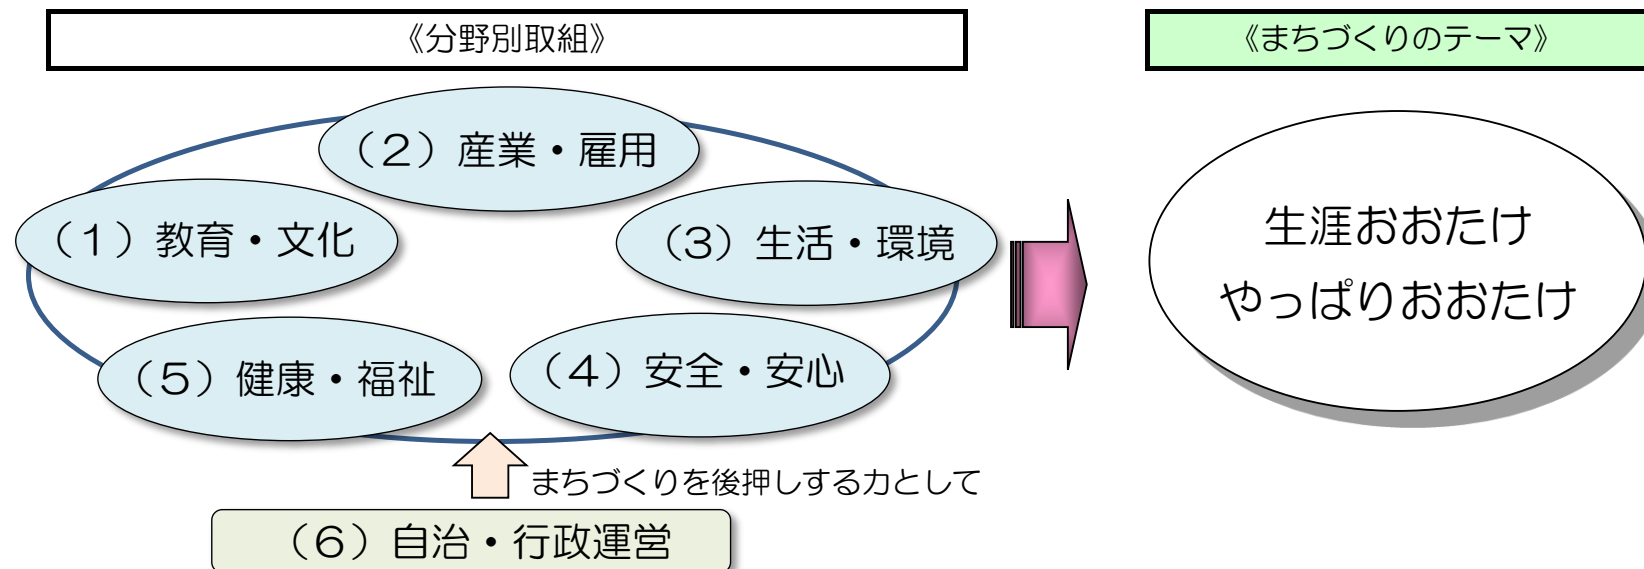 《分野別取組》
《まちづくりのテーマ》
(2)産業・雇用
(1)教育・文化
(3)生活・環境
(5)健康・福祉
(4)安全・安心
まちづくりを後押しする力として
(6)自治・行政運営
生涯おおたけ
やっぱりおおたけ